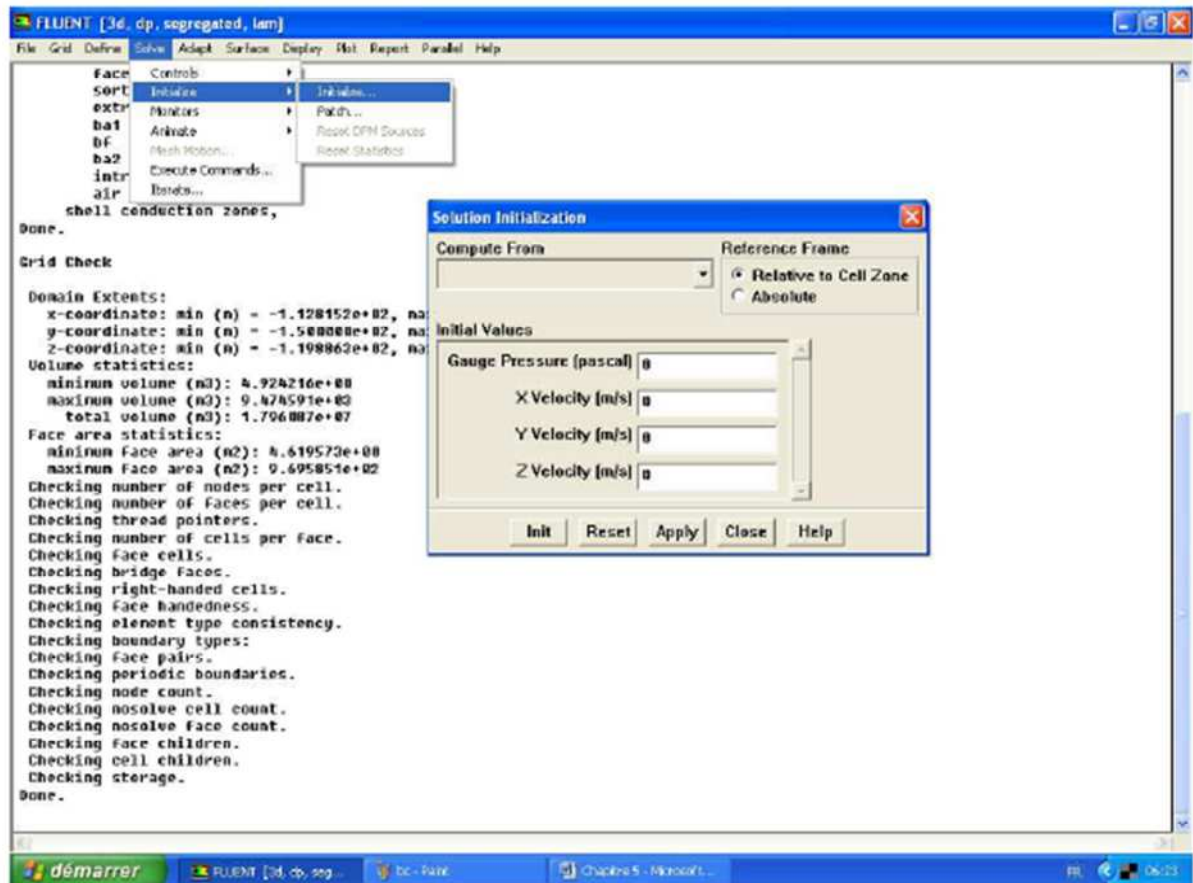 FLUENT [3d, dp, segregated, lam]
File Grid Define Solve Adapt Surface Display Plot Report Parallel Help
face
sort
extr
ba1
bf
ba2
intr
air
shell conduction zones,
Done.
Controls
Initialize
Monitors
Animate
Mesh Motion...
Execute Commands...
Iterate...
Initialize...
Patch...
Reset DPM Sources
Reset Statistics
Grid Check
Domain Extents:
x-coordinate: min (m) = -1.128152e+02, ma
y-coordinate: min (m) = -1.500000e+02, ma
z-coordinate: min (m) = -1.198862e+02, ma
Volume statistics:
minimum volume (m3): 4.924216e+00
maximum volume (m3): 9.474591e+03
total volume (m3): 1.796087e+07
Face area statistics:
minimum face area (m2): 4.619573e+00
maximum face area (m2): 9.695851e+02
Checking number of nodes per cell.
Checking number of faces per cell.
Checking thread pointers.
Checking number of cells per face.
Checking face cells.
Checking bridge faces.
Checking right-handed cells.
Checking face handedness.
Checking element type consistency.
Checking boundary types:
Checking face pairs.
Checking periodic boundaries.
Checking node count.
Checking nosolve cell count.
Checking nosolve face count.
Checking face children.
Checking cell children.
Checking storage.
Done.
Solution Initialization
Compute From
Reference Frame
Relative to Cell Zone
Absolute
Initial Values
Gauge Pressure (pascal) 0
X Velocity (m/s) 0
Y Velocity (m/s) 0
Z Velocity (m/s) 0
Init Reset Apply Close Help
démarrer
FLUENT [3d, dp, seg...
bc - Paint
Chapitre 5 - Microsoft...
FR
06:23